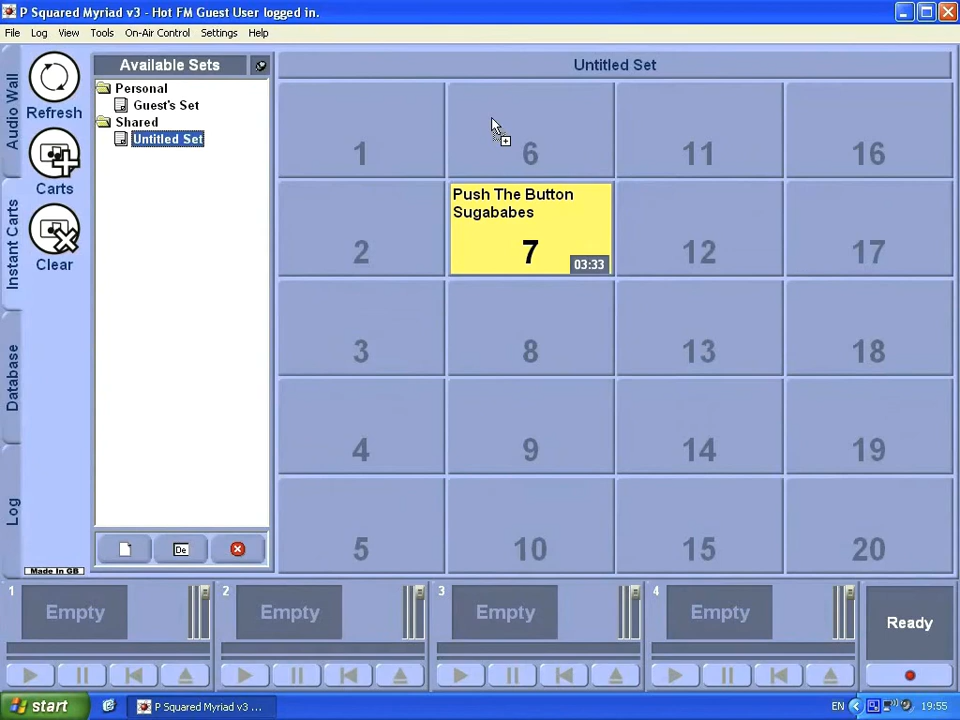 P Squared Myriad v3 - Hot FM Guest User logged in.
File Log View Tools On-Air Control Settings Help
Audio Wall
Instant Carts
Database
Log
Refresh
Carts
Clear
Made In GB
Available Sets
Personal
Guest's Set
Shared
Untitled Set
De
Untitled Set
1 6 11 16
Push The Button
Sugababes
03:33
2 7 12 17
3 8 13 18
4 9 14 19
5 10 15 20
1 Empty
2 Empty
3 Empty
4 Empty
Ready
start
P Squared Myriad v3 ...
EN
19:55